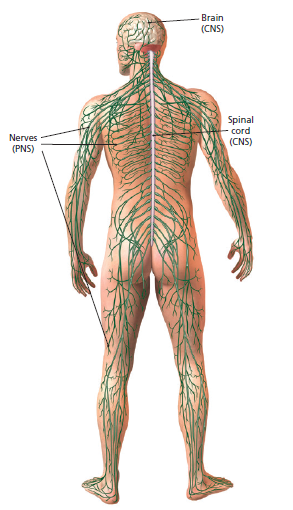 Brain
(CNS)
Spinal
cord
(CNS)
Nerves
(PNS)